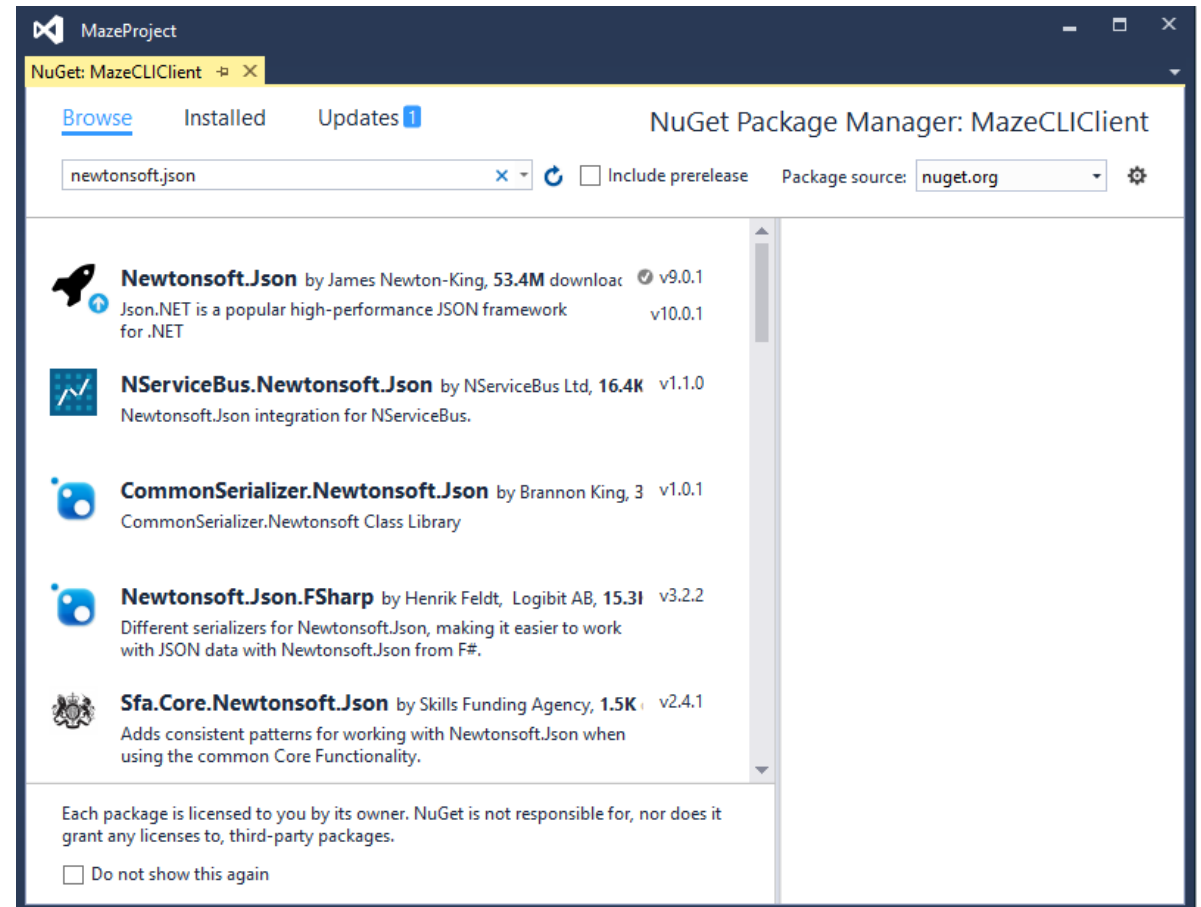 MazeProject
NuGet: MazeCLIClient
Browse Installed Updates 1
NuGet Package Manager: MazeCLIClient
newtonsoft.json
Include prerelease
Package source: nuget.org
Newtonsoft.Json by James Newton-King, 53.4M v9.0.1
Json.NET is a popular high-performance JSON framework
v10.0.1
for .NET
NServiceBus.Newtonsoft.Json by NServiceBus Ltd, 16.4K v1.1.0
Newtonsoft.Json integration for NServiceBus.
CommonSerializer.Newtonsoft.Json by Brannon King, 3 v1.0.1
CommonSerializer.Newtonsoft Class Library
Newtonsoft.Json.FSharp by Henrik Feldt, Logibit AB, v3.2.2
Different serializers for Newtonsoft.Json, making it easier to work
with JSON data with Newtonsoft.Json from F#.
Sfa.Core.Newtonsoft.Json by Skills Funding Agency, 1.5K v2.4.1
Adds consistent patterns for working with Newtonsoft.Json when
using the common Core Functionality.
Each package is licensed to you by its owner. NuGet is not responsible for, nor does it
grant any licenses to, third-party packages.
Do not show this again